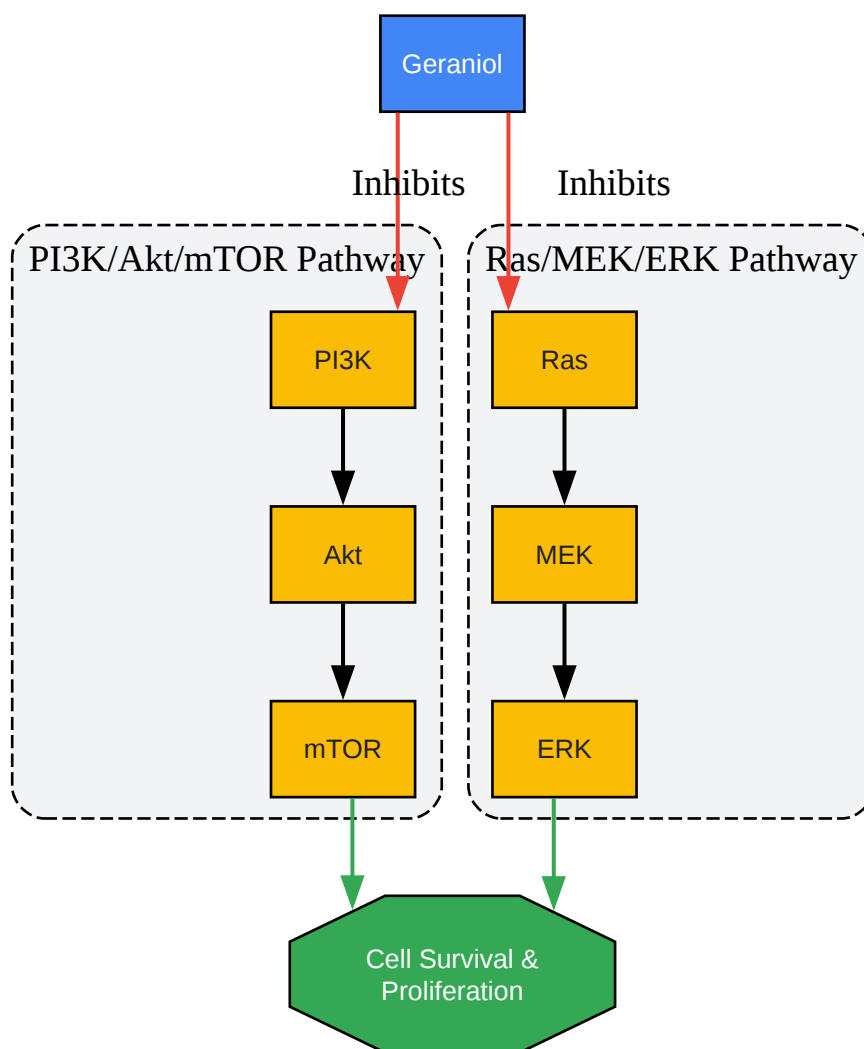 Geraniol
Inhibits
Inhibits
PI3K/Akt/mTOR Pathway
Ras/MEK/ERK Pathway
PI3K
Ras
Akt
MEK
mTOR
ERK
Cell Survival &
Proliferation